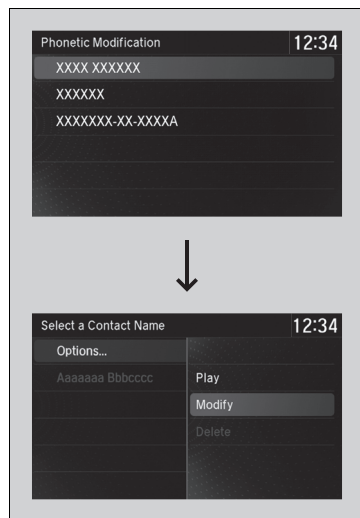 Phonetic Modification 12:34
XXXX XXXXXX
XXXXXX
XXXXXXX-XX-XXXXA
Select a Contact Name 12:34
Options...
Aaaaaaa Bbbcccc
Play
Modify
Delete